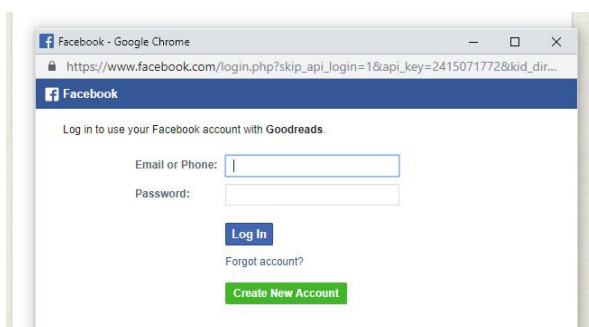 Facebook - Google Chrome
https://www.facebook.com/login.php?skip_api_login=1&api_key=2415071772&kid_dir...
Facebook
Log in to use your Facebook account with Goodreads.
Email or Phone:
Password:
Log In
Forgot account?
Create New Account